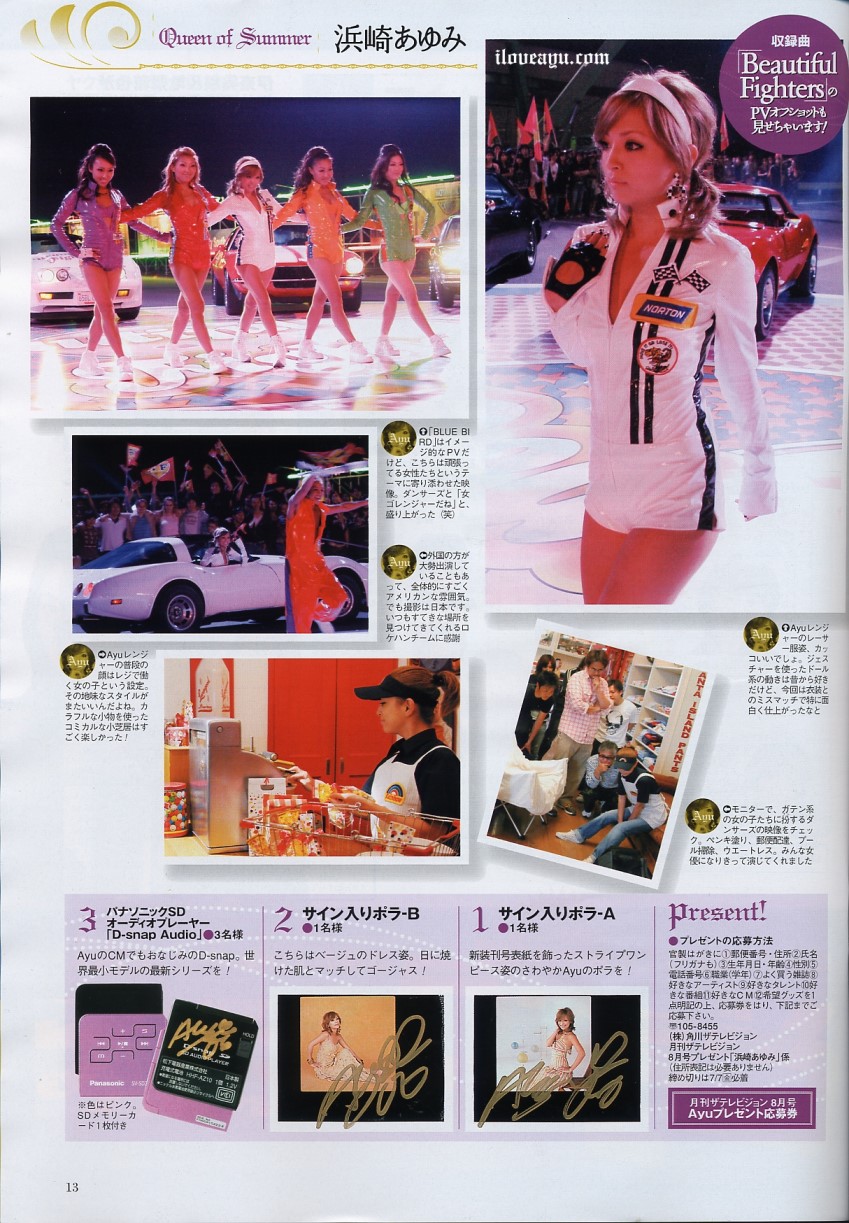 Queen of Summer 浜崎あゆみ
iloveayu.com
収録曲
「Beautiful
Fighters」の
PVオフショットも
見せちゃいます!
NORTON
Ayu
➊「BLUE BI
RD」はイメー
ジ的なPVだ
けど、こちらは頑張っ
てる女性たちというテ
ーマに寄り添わせた映
像。ダンサーズと「女
ゴレンジャーだね」と、
盛り上がった(笑)
Ayu
外国の方が
大勢出演して
いることもあ
って、全体的にすごく
アメリカンな雰囲気。
でも撮影は日本です。
いつもすてきな場所を
見つけてきてくれるロ
ケハンチームに感謝
Ayu
Ayuレンジ
ャーの普段の
顔はレジで働
く女の子という設定。
その地味なスタイルが
またいいんだよね。カ
ラフルな小物を使った
コミカルな小芝居はす
ごく楽しかった!
Ayu
Ayuレンジ
ャーのレーサ
ー服姿、カッ
コいいでしょ。ジェス
チャーを使ったドール
系の動きは昔から好き
だけど、今回は衣装と
のミスマッチで特に面
白く仕上がったなと
ANTA ISLAND PANTS
Ayu
モニターで、ガテン系
の女の子たちに扮するダ
ンサーズの映像をチェッ
ク。ペンキ塗り、郵便配達、プー
ル掃除、ウエートレス。みんな女
優になりきって演じてくれました
3 パナソニックSD
オーディオプレーヤー
「D-snap Audio」●3名様
AyuのCMでもおなじみのD-snap。世
界最小モデルの最新シリーズを!
Panasonic
HOLD
SD AUDIO PLAYER
松下電器産業株式会社
日本製
※色はピンク。
SDメモリーカ
ード1枚付き
2 サイン入りポラ-B
●1名様
こちらはベージュのドレス姿。日に焼
けた肌とマッチしてゴージャス!
1 サイン入りポラ-A
●1名様
新装刊号表紙を飾ったストライプワン
ピース姿のさわやかAyuのポラを!
Present!
●プレゼントの応募方法
官製はがきに①郵便番号・住所②氏名
(フリガナも)③生年月日・年齢④性別⑤
電話番号⑥職業(学年)⑦よく買う雑誌⑧
好きなアーティスト⑨好きなタレント⑩好
きな番組⑪好きなCM⑫希望グッズを1
点明記の上、応募券をはり、下記までご
応募下さい。
〒105-8455
(株)角川ザテレビジョン
月刊ザテレビジョン
8月号プレゼント「浜崎あゆみ」係
(住所表記は必要ありません)
締め切りは7/7㊎必着
月刊ザテレビジョン 8月号
Ayuプレゼント応募券
13